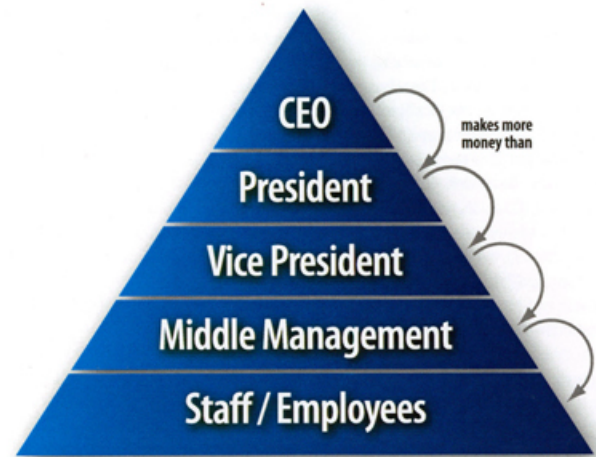 CEO
makes more
money than
President
Vice President
Middle Management
Staff / Employees